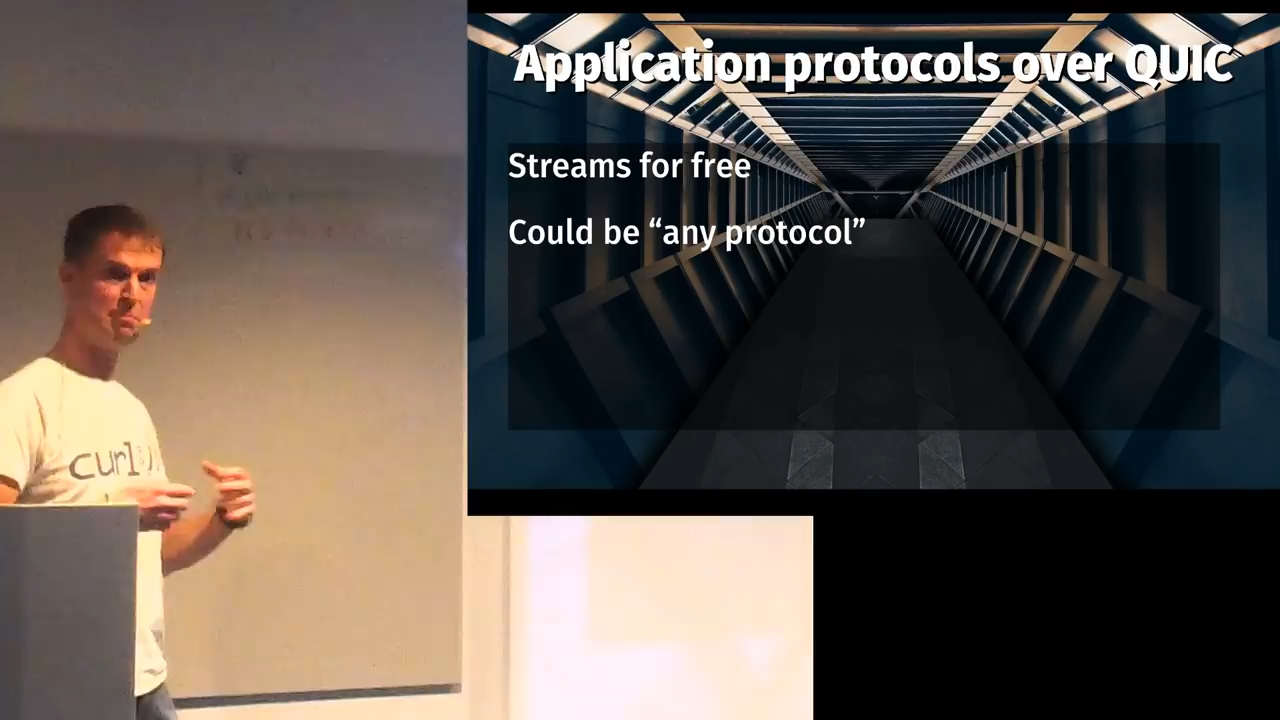 Application protocols over QUIC
Streams for free
Could be “any protocol”
curl